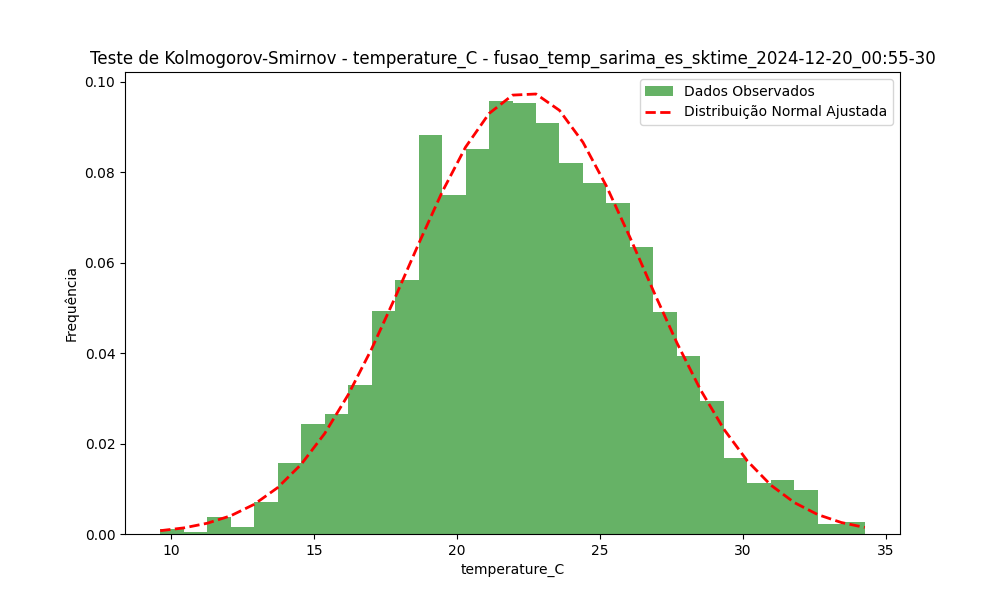 Teste de Kolmogorov-Smirnov - temperature_C - fusao_temp_sarima_es_sktime_2024-12-20_00:55-30
Dados Observados
Distribuição Normal Ajustada
Frequência
0.10
0.08
0.06
0.04
0.02
0.00
10
15
20
25
30
35
temperature_C